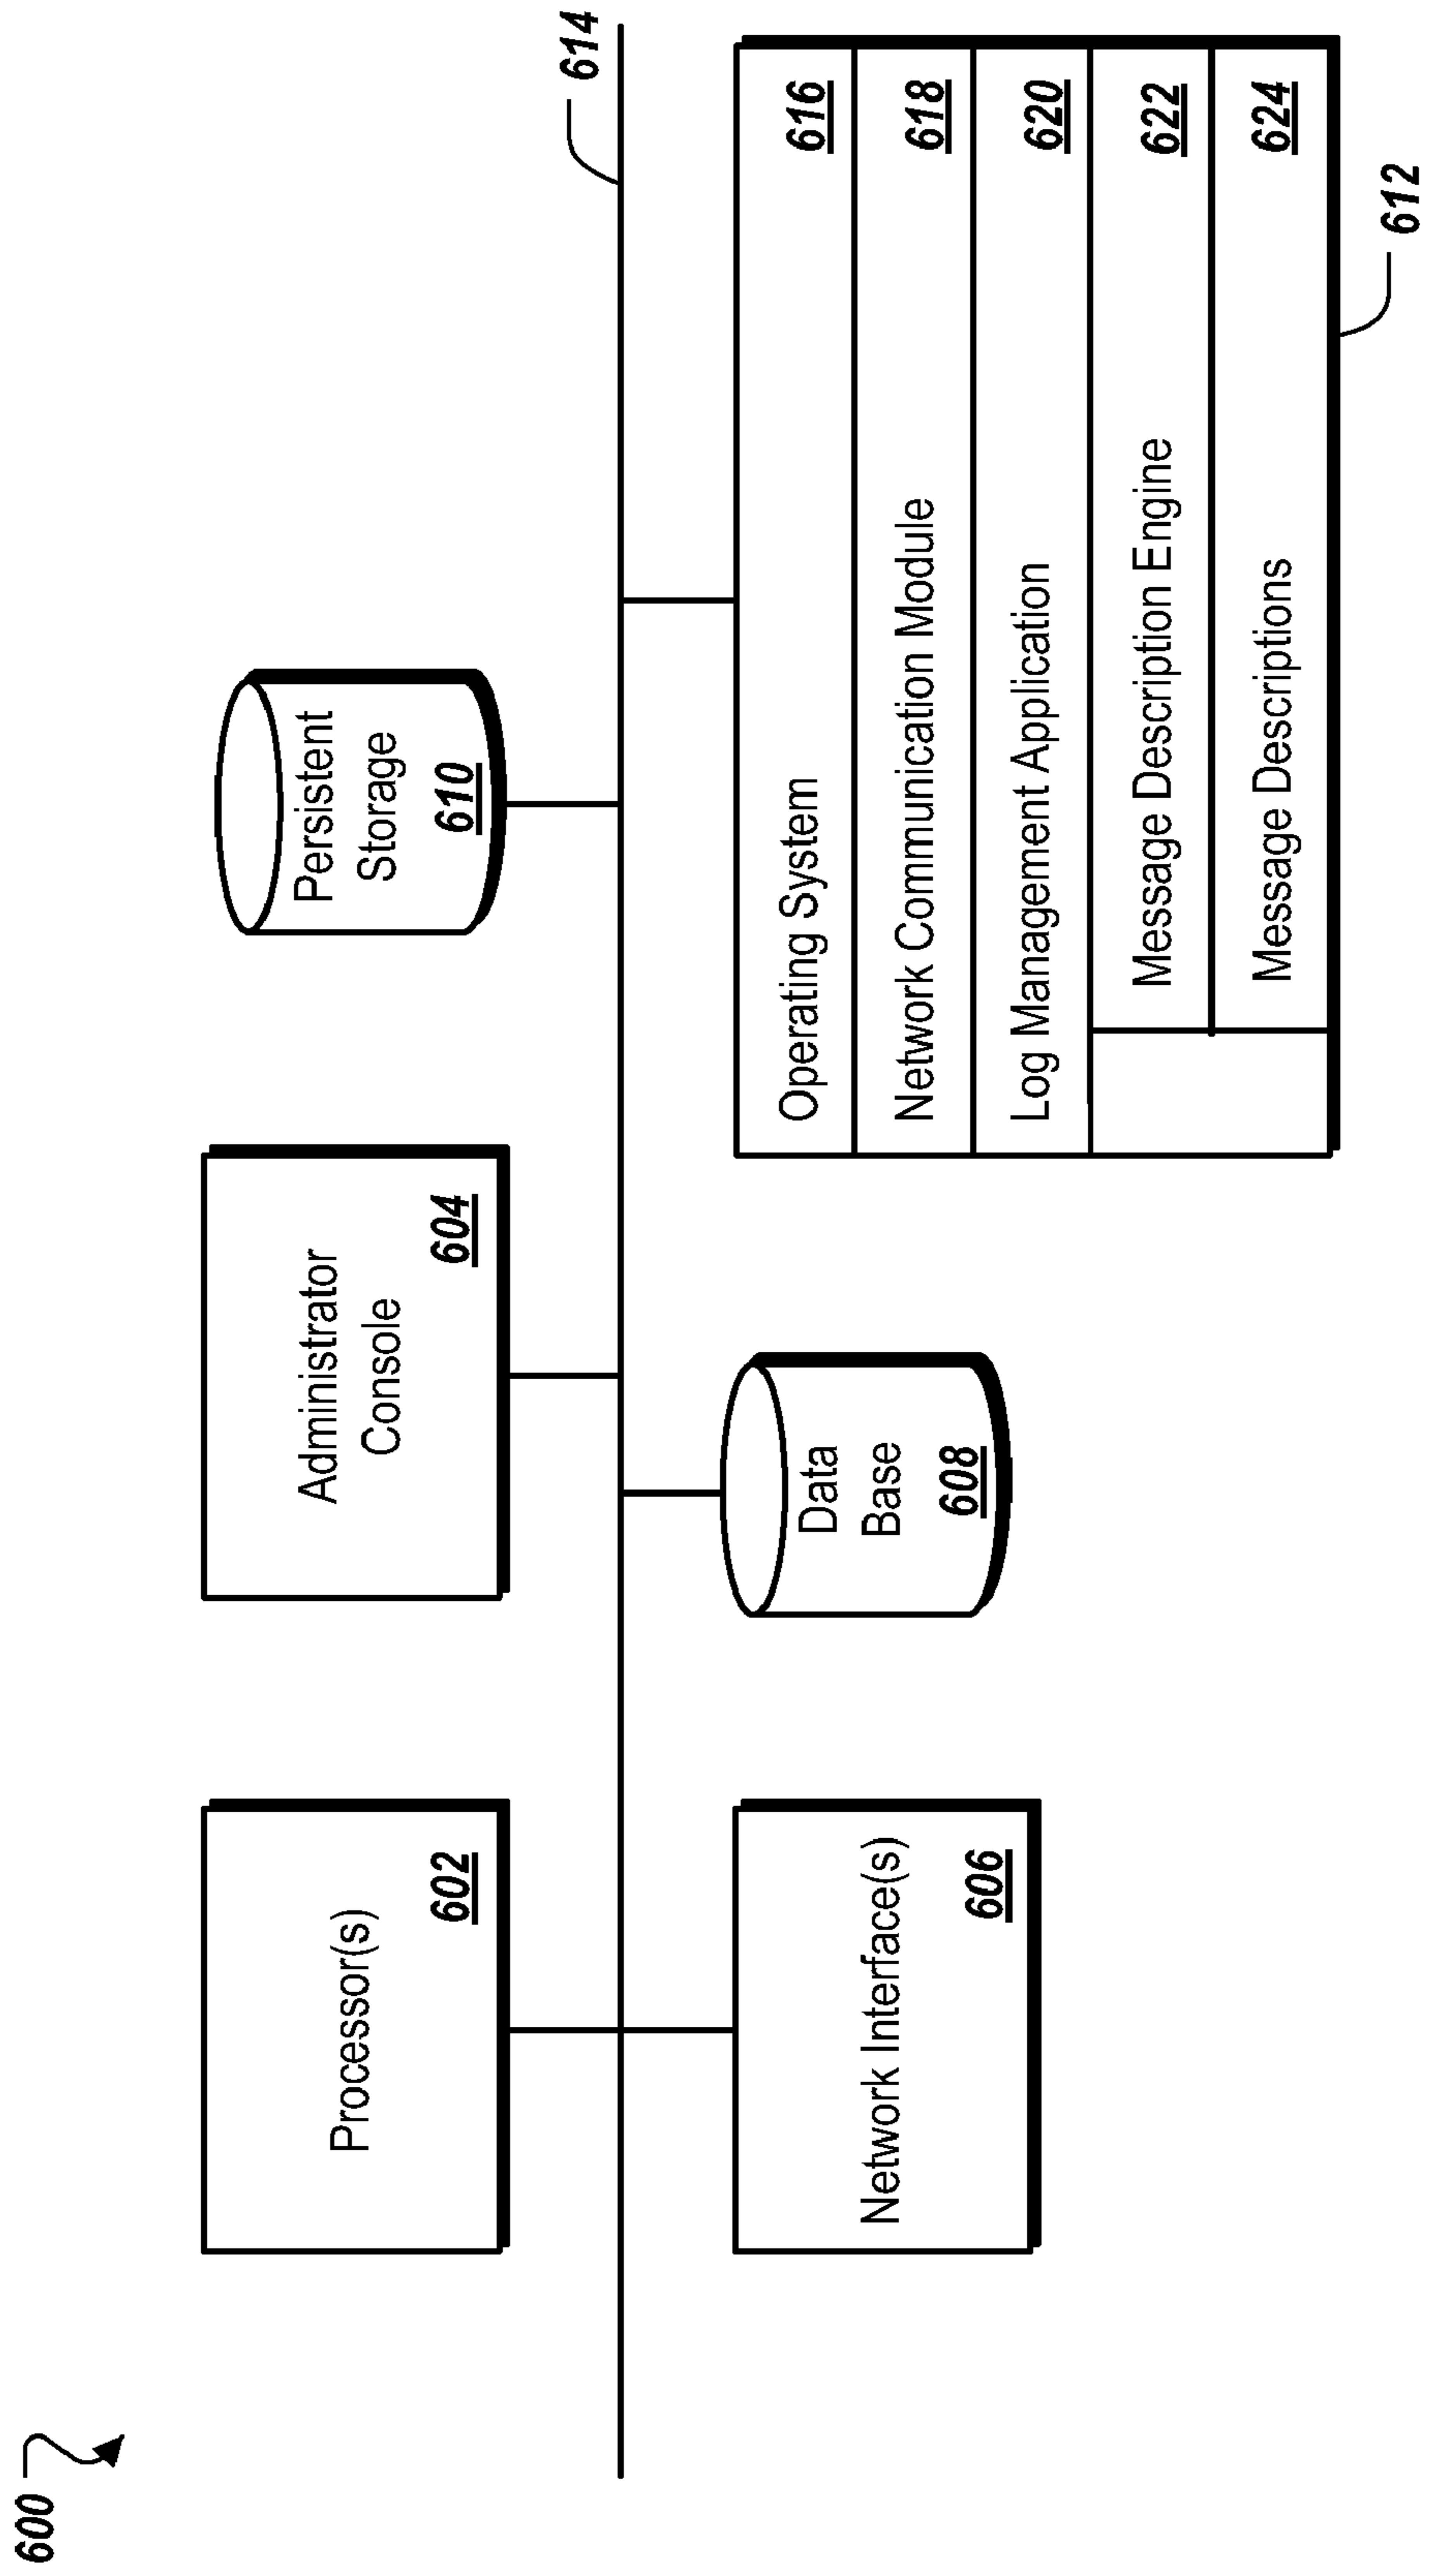 600
Processor(s)
602
Administrator
Console
604
Persistent
Storage
610
614
Network Interface(s)
606
Data
Base
608
Operating System 616
Network Communication Module 618
Log Management Application 620
Message Description Engine 622
Message Descriptions 624
612